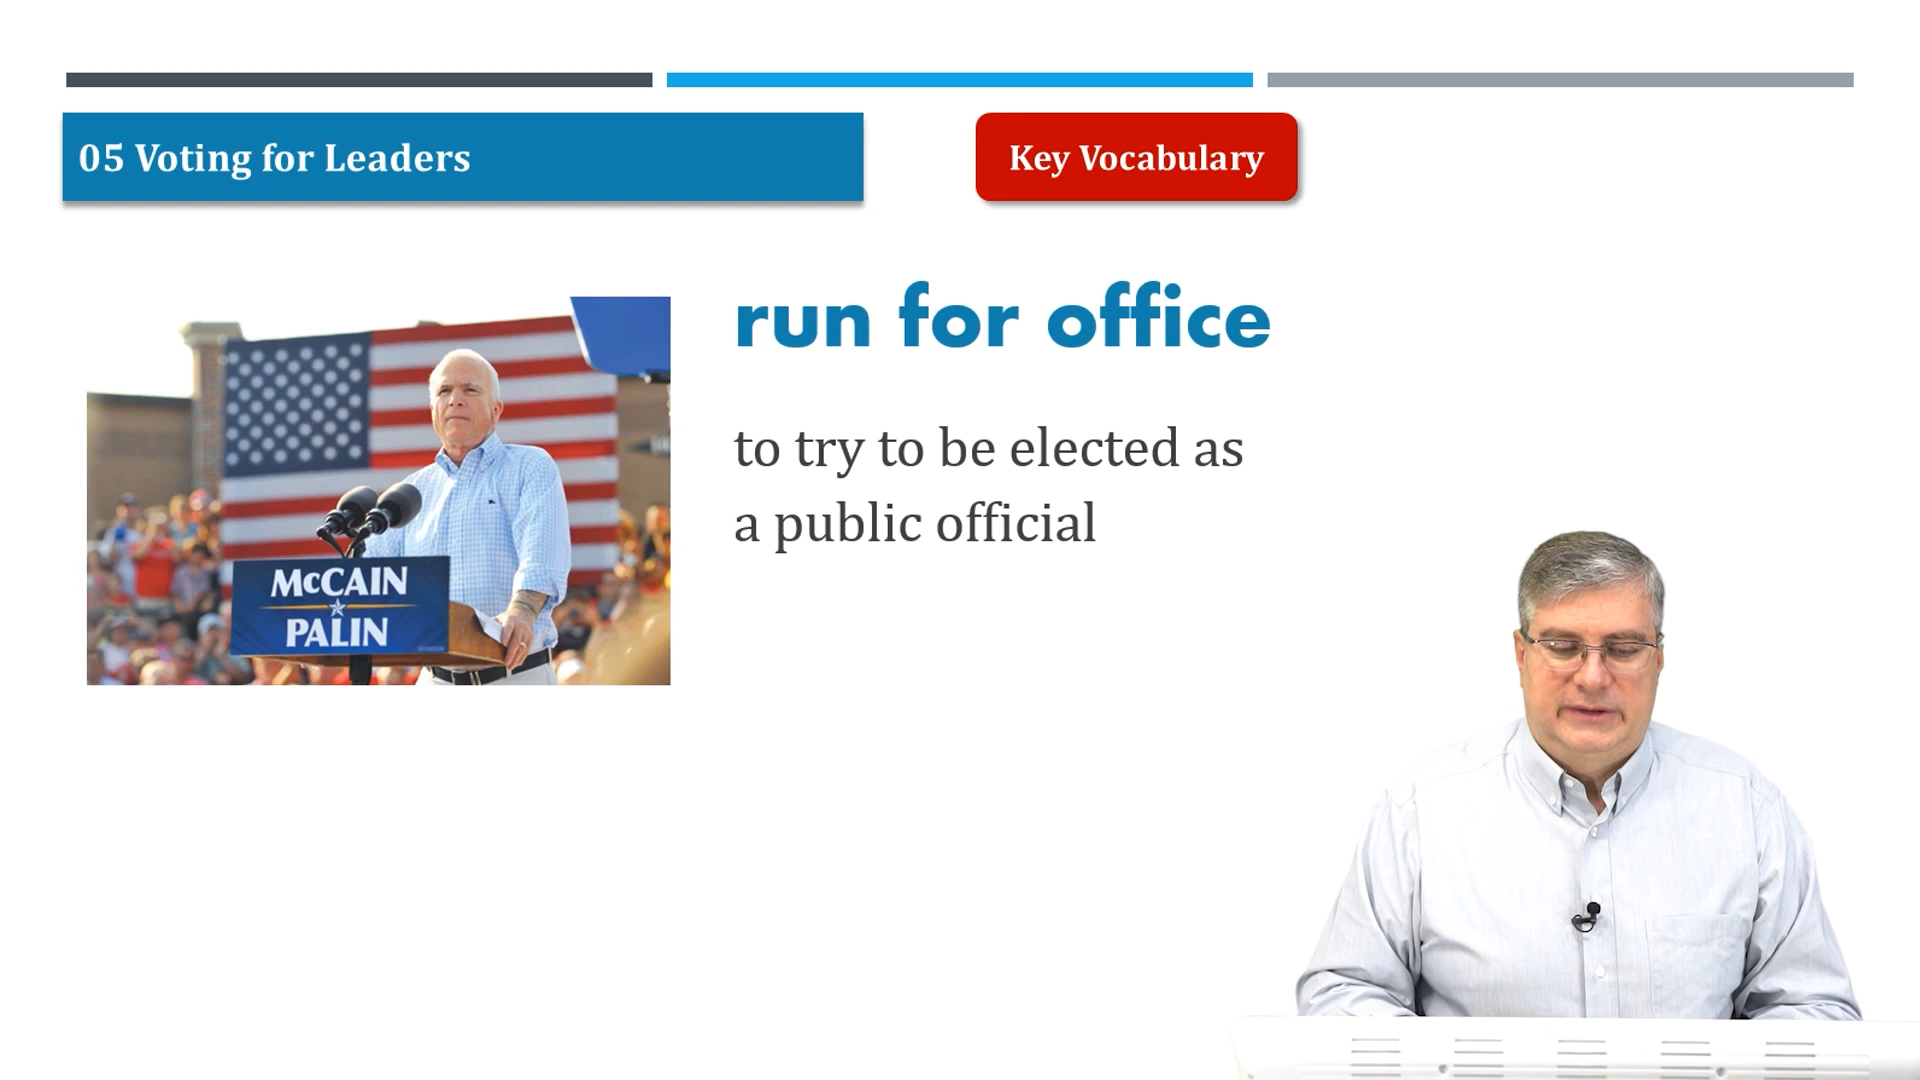 05 Voting for Leaders
Key Vocabulary
run for office
to try to be elected as
a public official
McCAIN
PALIN